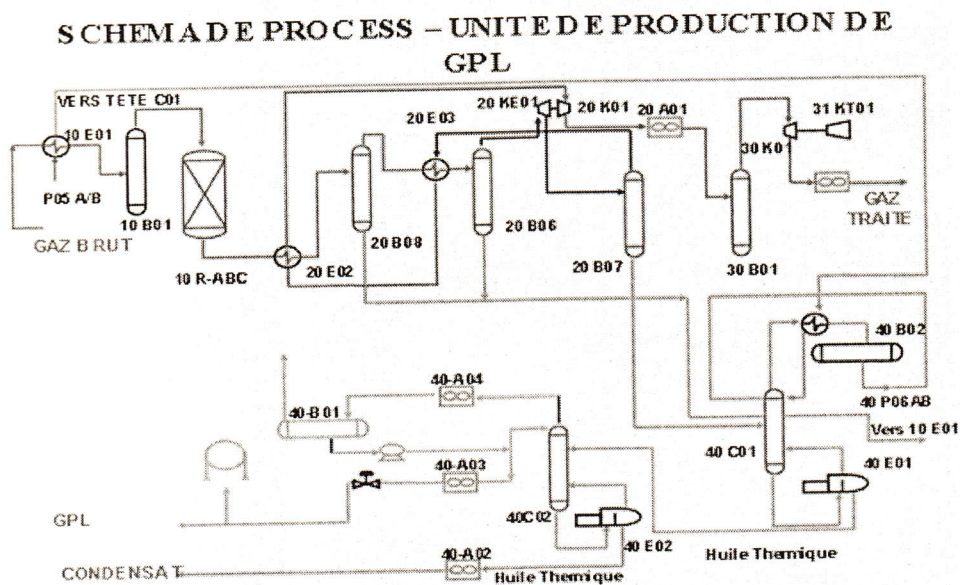 SCHEMA DE PROCESS – UNITE DE PRODUCTION DE
GPL
VERS TETE C01
10 E01
P05 A/B
GAZ BRUT
10 B01
10 R-ABC
20 E02
20 E03
20 B08
20 KE01
20 K01
20 A01
20 B06
20 B07
30 B01
30 K01
31 KT01
GAZ
TRAITE
40 B02
40 P06AB
Vers 10 E01
40 C01
40 E01
40-A04
40-B01
40-A03
GPL
40C02
40 E02
Huile Themique
40-A02
CONDENSAT
Huile Themique